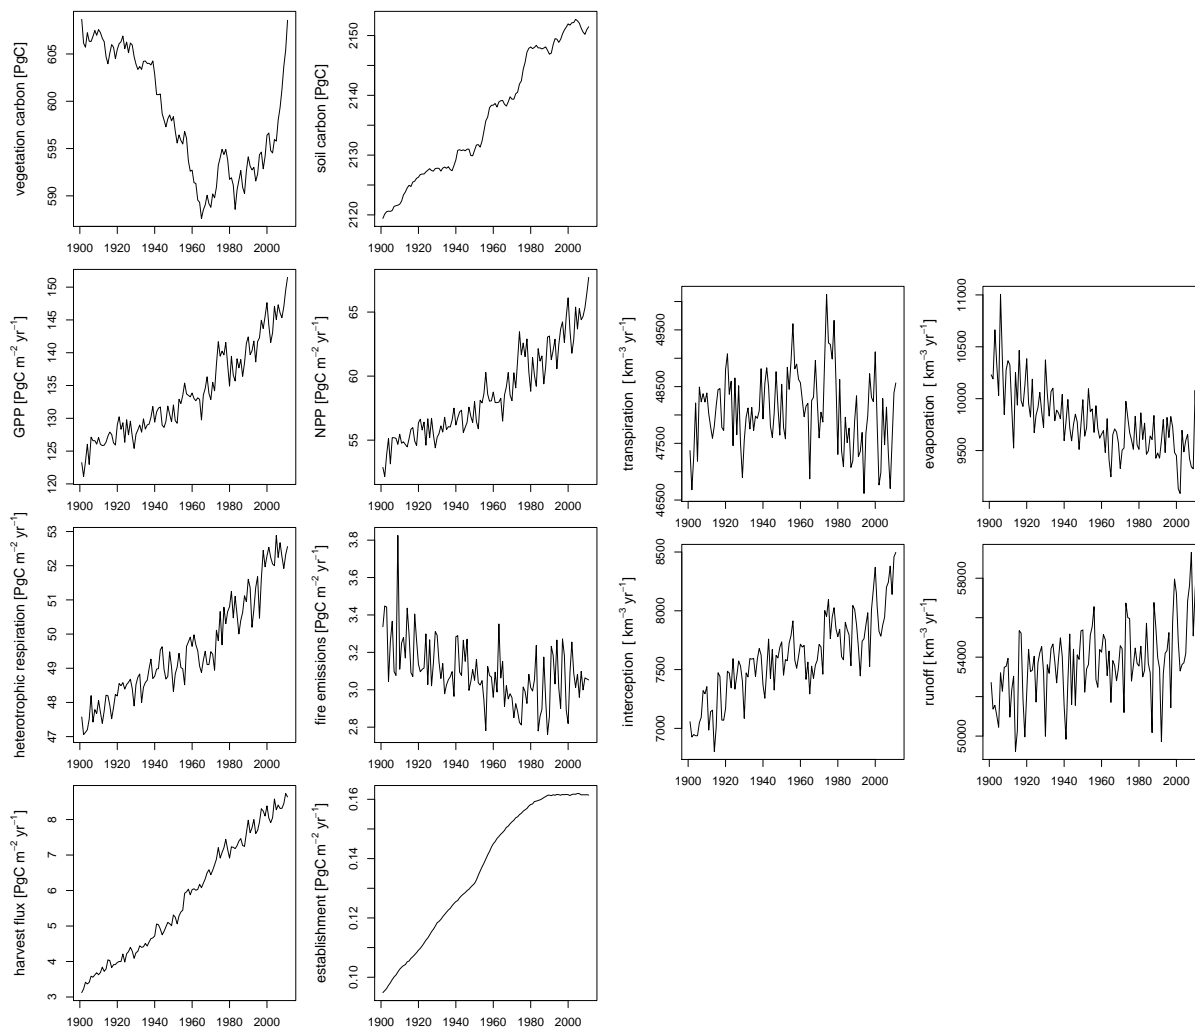 vegetation carbon [PgC]
590 595 600 605
1900 1920 1940 1960 1980 2000
soil carbon [PgC]
2120 2130 2140 2150
1900 1920 1940 1960 1980 2000
GPP [PgC m−2 yr−1]
120 125 130 135 140 145 150
1900 1920 1940 1960 1980 2000
NPP [PgC m−2 yr−1]
55 60 65
1900 1920 1940 1960 1980 2000
transpiration [ km−3 yr−1]
46500 47500 48500 49500
1900 1920 1940 1960 1980 2000
evaporation [ km−3 yr−1]
9500 10000 10500 11000
1900 1920 1940 1960 1980 2000
heterotrophic respiration [PgC m−2 yr−1]
47 48 49 50 51 52 53
1900 1920 1940 1960 1980 2000
fire emissions [PgC m−2 yr−1]
2.8 3.0 3.2 3.4 3.6 3.8
1900 1920 1940 1960 1980 2000
interception [ km−3 yr−1]
7000 7500 8000 8500
1900 1920 1940 1960 1980 2000
runoff [ km−3 yr−1]
50000 54000 58000
1900 1920 1940 1960 1980 2000
harvest flux [PgC m−2 yr−1]
3 4 5 6 7 8
1900 1920 1940 1960 1980 2000
establishment [PgC m−2 yr−1]
0.10 0.12 0.14 0.16
1900 1920 1940 1960 1980 2000